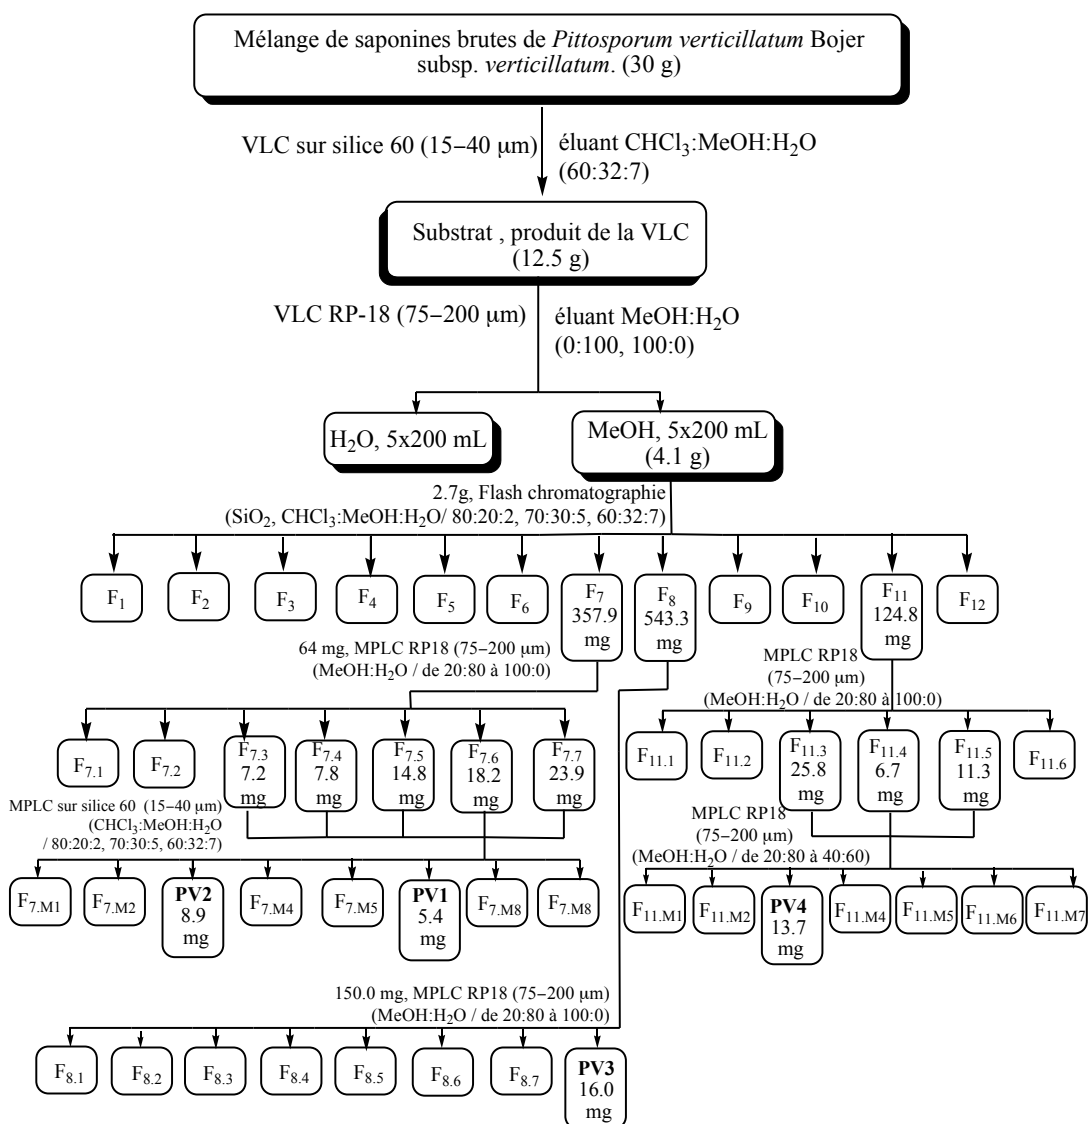 Mélange de saponines brutes de Pittosporum verticillatum Bojer
subsp. verticillatum. (30 g)
VLC sur silice 60 (15−40 μm)
éluant CHCl3:MeOH:H2O
(60:32:7)
Substrat , produit de la VLC
(12.5 g)
VLC RP-18 (75−200 μm)
éluant MeOH:H2O
(0:100, 100:0)
H2O, 5x200 mL
MeOH, 5x200 mL
(4.1 g)
2.7g, Flash chromatographie
(SiO2, CHCl3:MeOH:H2O/ 80:20:2, 70:30:5, 60:32:7)
F1
F2
F3
F4
F5
F6
F7
357.9
mg
F8
543.3
mg
F9
F10
F11
124.8
mg
F12
64 mg, MPLC RP18 (75−200 μm)
(MeOH:H2O / de 20:80 à 100:0)
MPLC RP18
(75−200 μm)
(MeOH:H2O / de 20:80 à 100:0)
F7.1
F7.2
F7.3
7.2
mg
F7.4
7.8
mg
F7.5
14.8
mg
F7.6
18.2
mg
F7.7
23.9
mg
F11.1
F11.2
F11.3
25.8
mg
F11.4
6.7
mg
F11.5
11.3
mg
F11.6
MPLC sur silice 60 (15−40 μm)
(CHCl3:MeOH:H2O
/ 80:20:2, 70:30:5, 60:32:7)
MPLC RP18
(75−200 μm)
(MeOH:H2O / de 20:80 à 40:60)
F7.M1
F7.M2
PV2
8.9
mg
F7.M4
F7.M5
PV1
5.4
mg
F7.M8
F7.M8
F11.M1
F11.M2
PV4
13.7
mg
F11.M4
F11.M5
F11.M6
F11.M7
150.0 mg, MPLC RP18 (75−200 μm)
(MeOH:H2O / de 20:80 à 100:0)
F8.1
F8.2
F8.3
F8.4
F8.5
F8.6
F8.7
PV3
16.0
mg